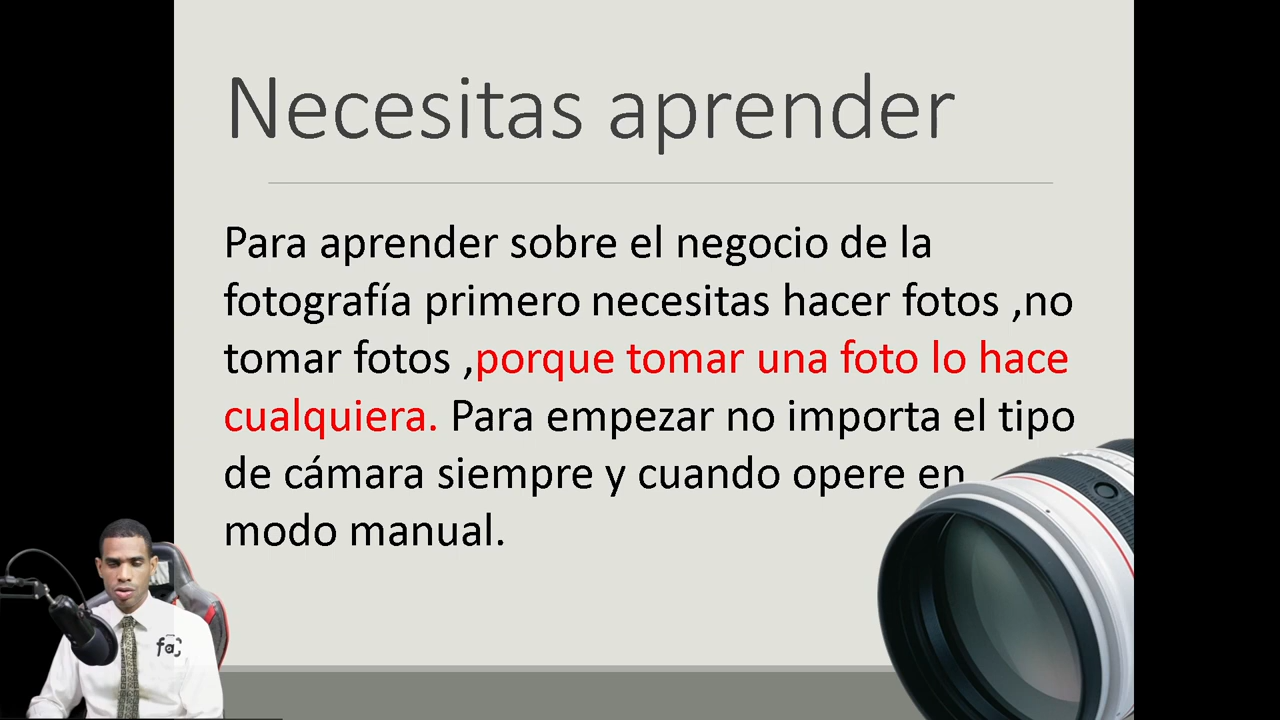 Necesitas aprender
Para aprender sobre el negocio de la
fotografía primero necesitas hacer fotos ,no
tomar fotos ,porque tomar una foto lo hace
cualquiera. Para empezar no importa el tipo
de cámara siempre y cuando opere en
modo manual.